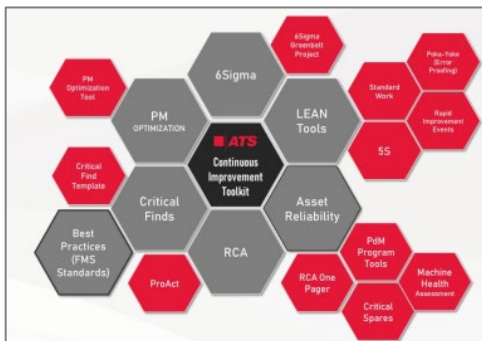 6Sigma
Greenbelt
Project
6Sigma
Poka-Yoke
(Error
Proofing)
PM
Optimization
Tool
Standard
Work
PM
OPTIMIZATION
LEAN
Tools
Rapid
Improvement
Events
ATS
Continuous
Improvement
Toolkit
5S
Critical
Find
Template
Critical
Finds
Asset
Reliability
Best
Practices
(FMS
Standards)
RCA
PdM
Program
Tools
ProAct
RCA One
Pager
Machine
Health
Assessment
Critical
Spares